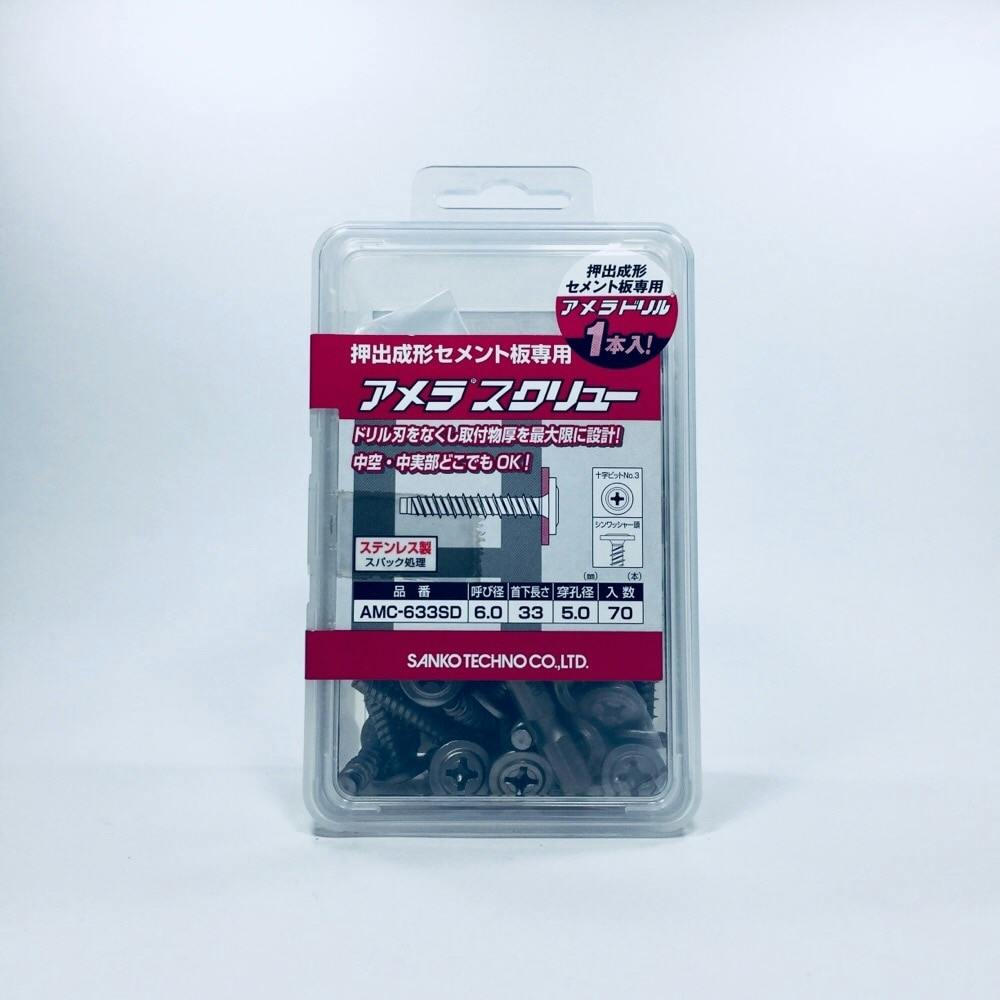 押出成形
セメント板専用
アメラドリル
1本入!
押出成形セメント板専用
アメラ®スクリュー
ドリル刃をなくし取付物厚を最大限に設計!
中空・中実部どこでもOK!
十字ビットNo.3
シンワッシャー頭
ステンレス製
スパック処理
(㎜) (本)
品番 呼び径 首下長さ 穿孔径 入数
AMC-633SD 6.0 33 5.0 70
SANKO TECHNO CO.,LTD.